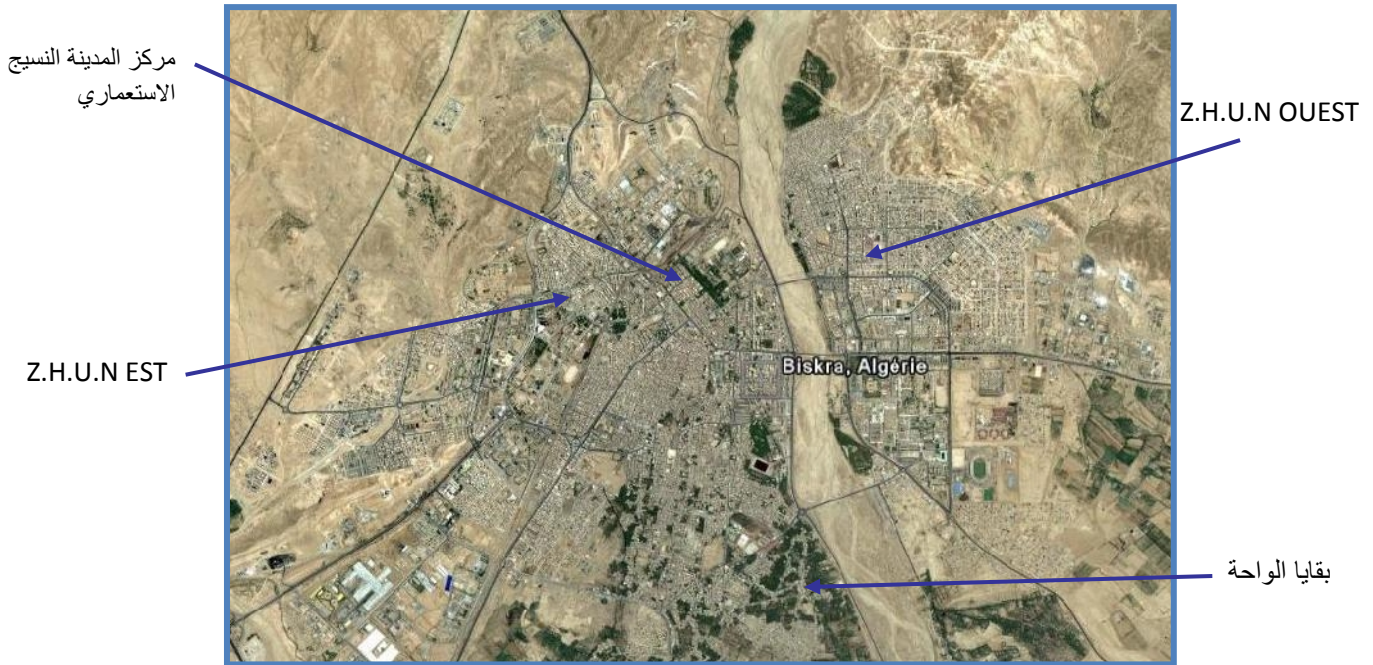 مركز المدينة النسيج
الاستعماري
Z.H.U.N OUEST
Z.H.U.N EST
Biskra, Algérie
بقايا الواحة